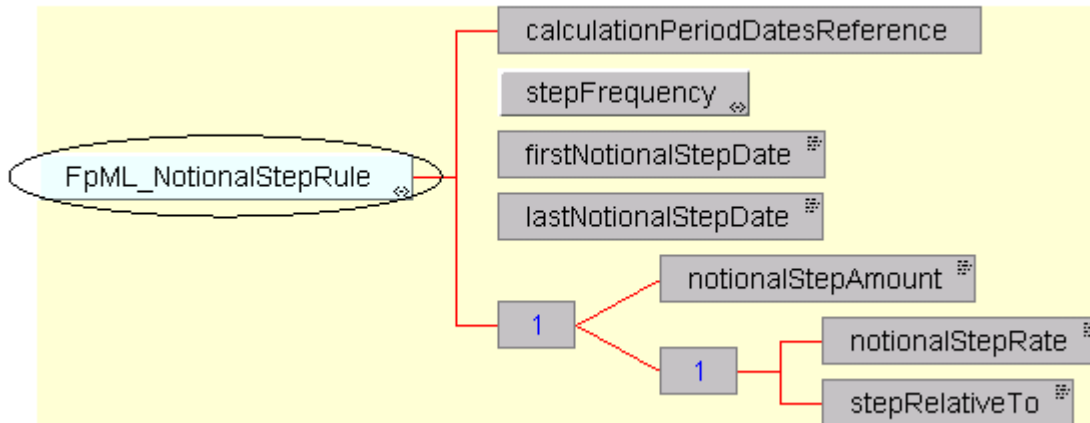 calculationPeriodDatesReference
stepFrequency
firstNotionalStepDate
FpML_NotionalStepRule
lastNotionalStepDate
notionalStepAmount
1
notionalStepRate
1
stepRelativeTo